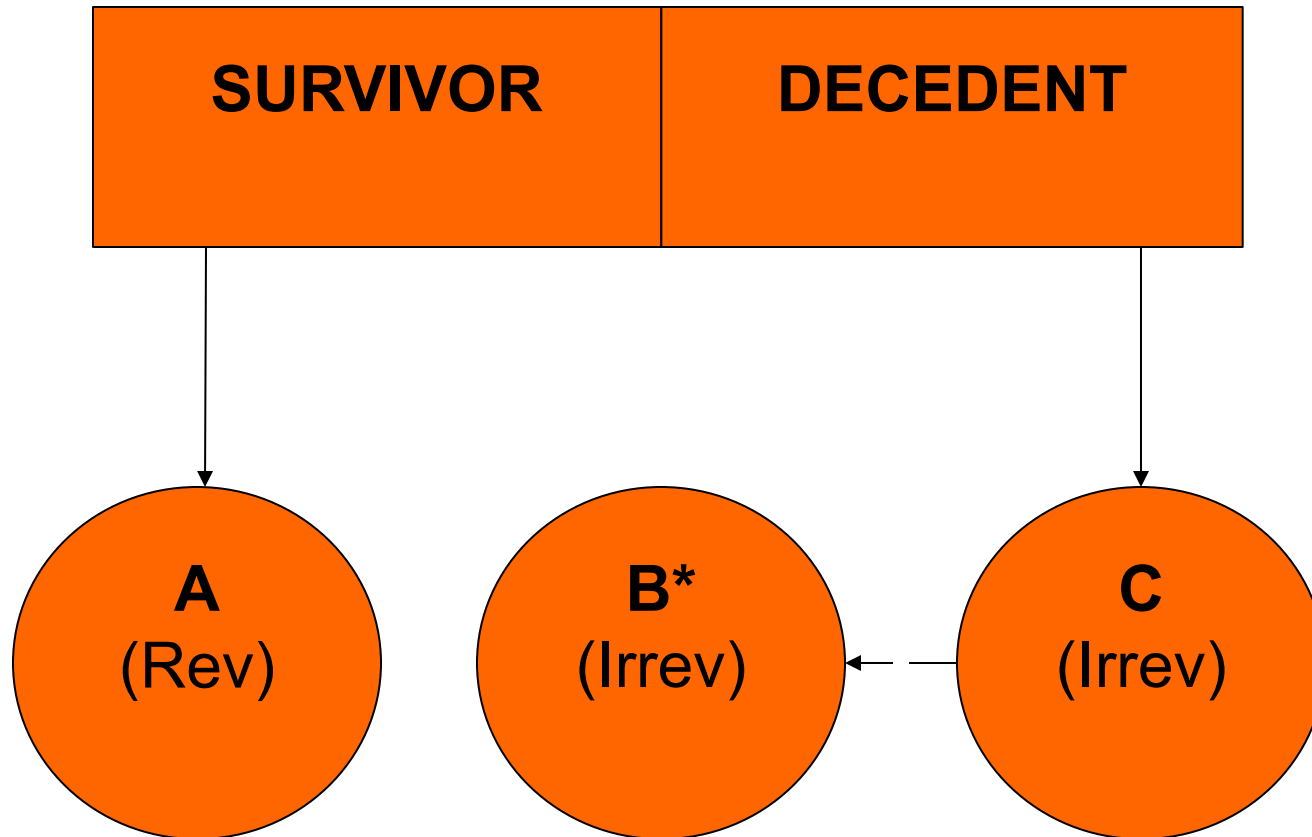 SURVIVOR
DECEDENT
A
(Rev)
B*
(Irrev)
C
(Irrev)